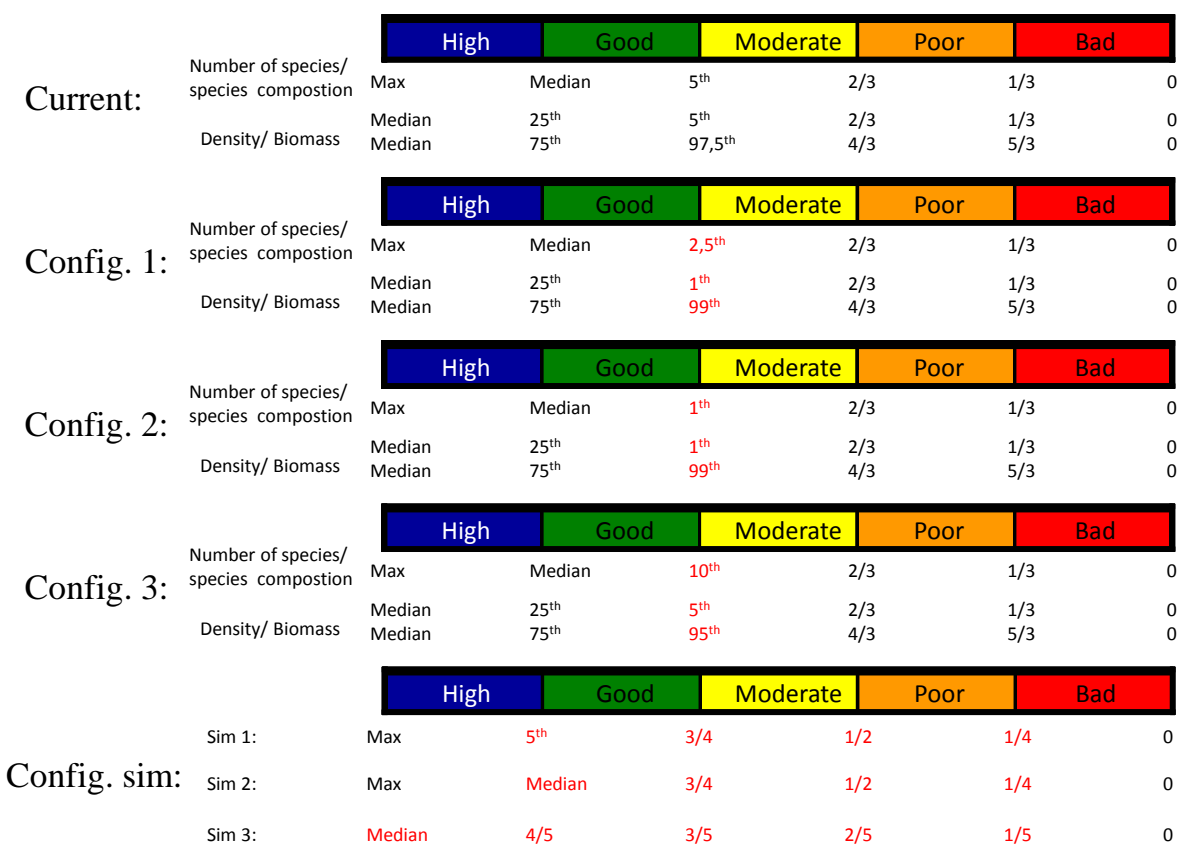 High Good Moderate Poor Bad
Current:
Number of species/
species compostion
Max Median 5th 2/3 1/3 0
Density/ Biomass
Median 25th 5th 2/3 1/3 0
Median 75th 97,5th 4/3 5/3 0
High Good Moderate Poor Bad
Config. 1:
Number of species/
species compostion
Max Median 2,5th 2/3 1/3 0
Density/ Biomass
Median 25th 1th 2/3 1/3 0
Median 75th 99th 4/3 5/3 0
High Good Moderate Poor Bad
Config. 2:
Number of species/
species compostion
Max Median 1th 2/3 1/3 0
Density/ Biomass
Median 25th 1th 2/3 1/3 0
Median 75th 99th 4/3 5/3 0
High Good Moderate Poor Bad
Config. 3:
Number of species/
species compostion
Max Median 10th 2/3 1/3 0
Density/ Biomass
Median 25th 5th 2/3 1/3 0
Median 75th 95th 4/3 5/3 0
High Good Moderate Poor Bad
Config. sim:
Sim 1: Max 5th 3/4 1/2 1/4 0
Sim 2: Max Median 3/4 1/2 1/4 0
Sim 3: Median 4/5 3/5 2/5 1/5 0